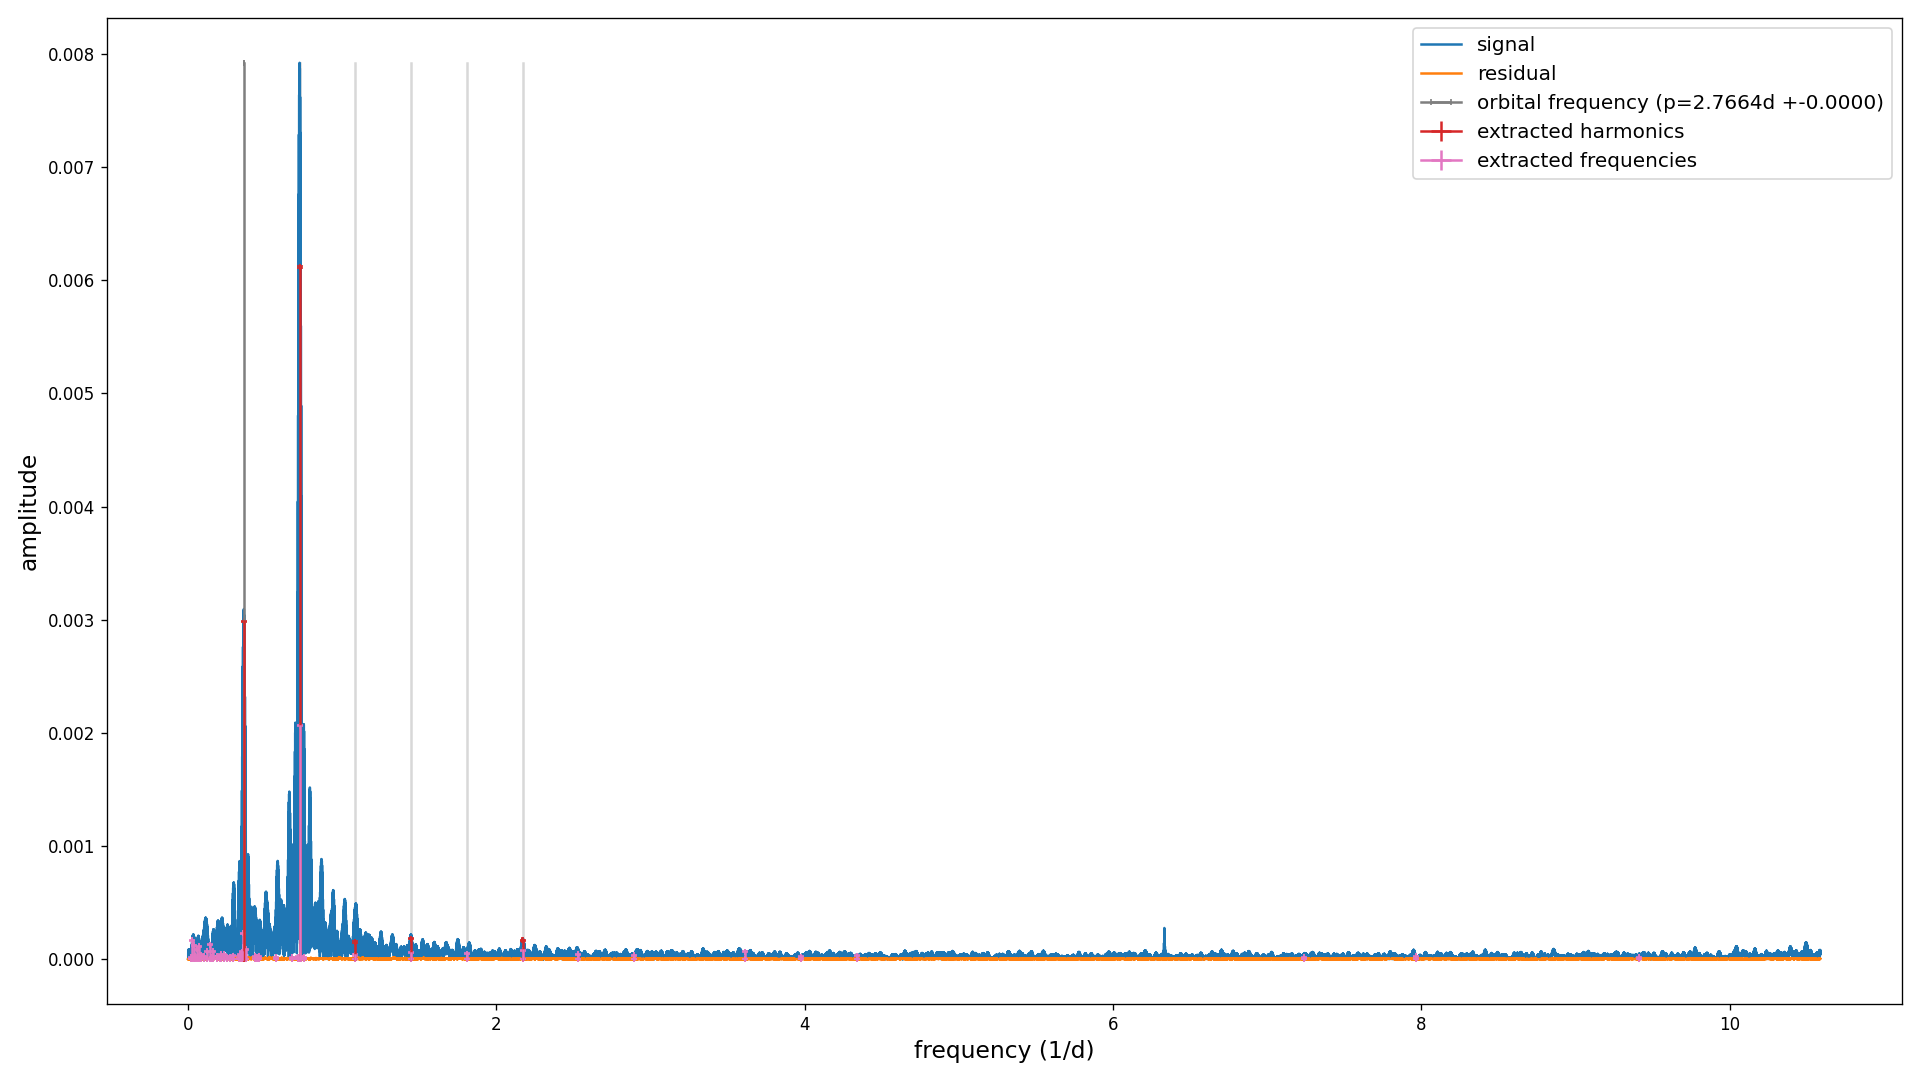 0.008
0.007
0.006
0.005
0.004
0.003
0.002
0.001
0.000
amplitude
0 2 4 6 8 10
frequency (1/d)
signal
residual
orbital frequency (p=2.7664d +-0.0000)
extracted harmonics
extracted frequencies